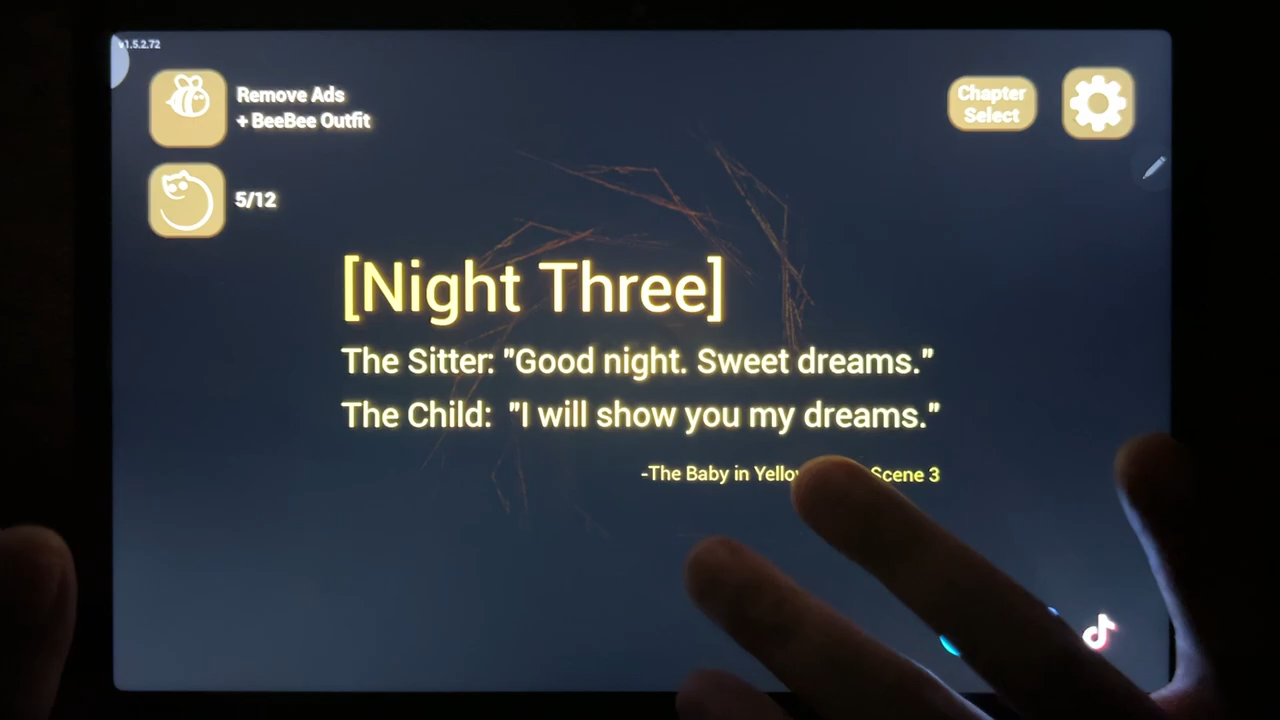 v1.5.2.72
Remove Ads
+ BeeBee Outfit
Chapter
Select
5/12
[Night Three]
The Sitter: "Good night. Sweet dreams."
The Child: "I will show you my dreams."
-The Baby in Scene 3